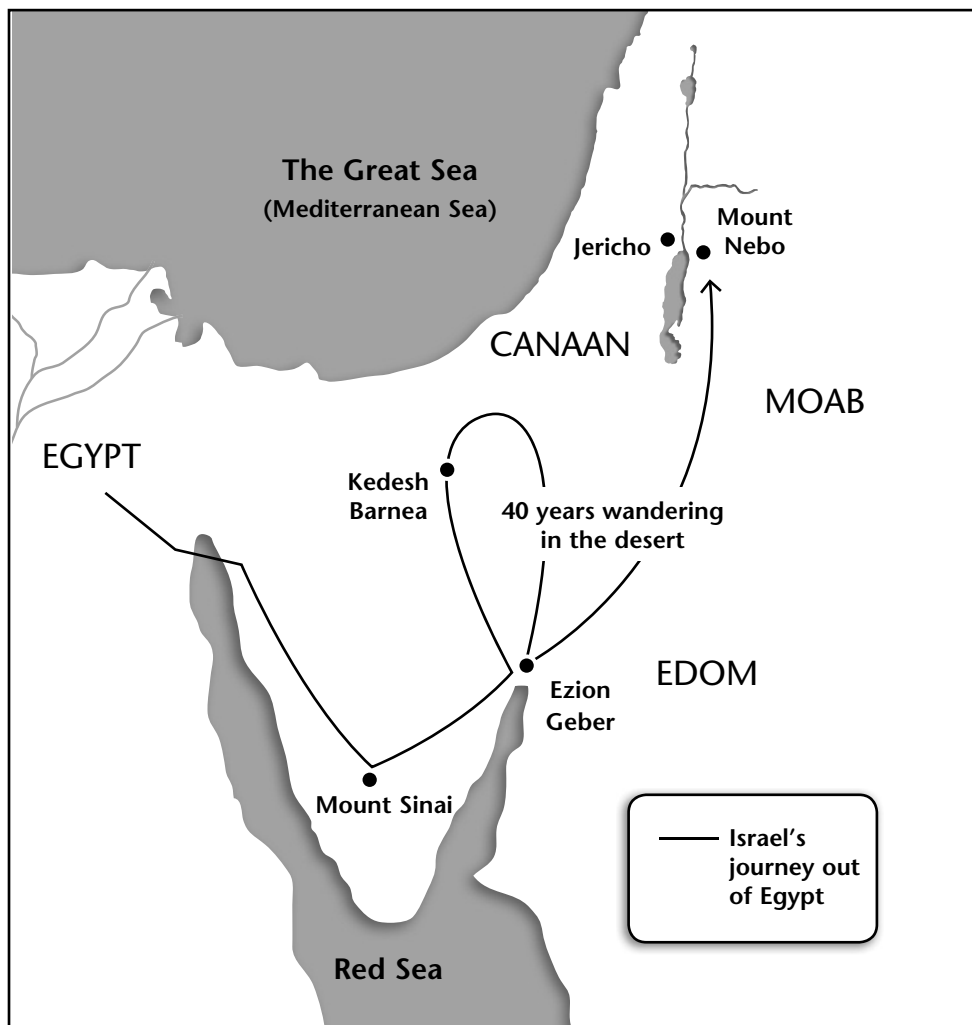 The Great Sea
(Mediterranean Sea)
Jericho
Mount
Nebo
CANAAN
MOAB
EGYPT
Kedesh
Barnea
40 years wandering
in the desert
EDOM
Ezion
Geber
Mount Sinai
Israel's
journey out
of Egypt
Red Sea